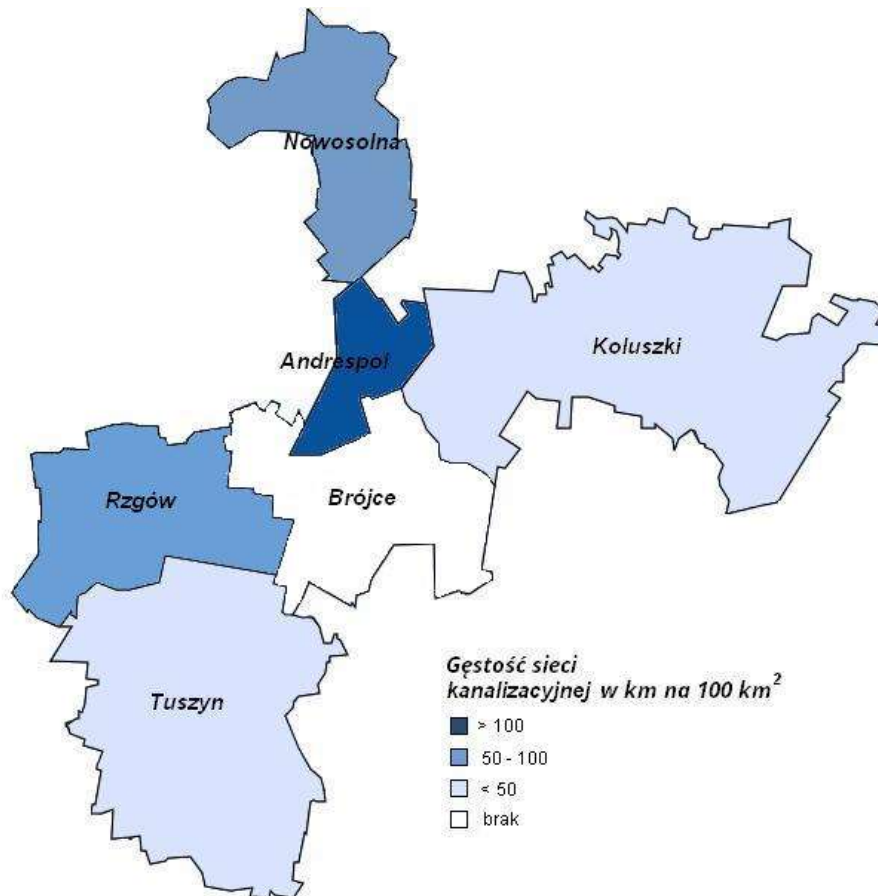 Nowosolna
Koluszki
Andrespol
Brójce
Rzgów
Tuszyn
Gęstość sieci
kanalizacyjnej w km na 100 km²
> 100
50 - 100
< 50
brak